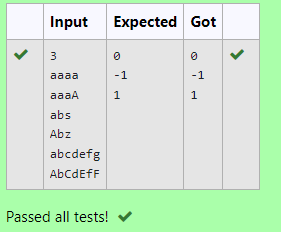 Input Expected Got
3 0 0
aaaa -1 -1
aaaA 1 1
abs
Abz
abcdefg
AbCdEfF
Passed all tests!